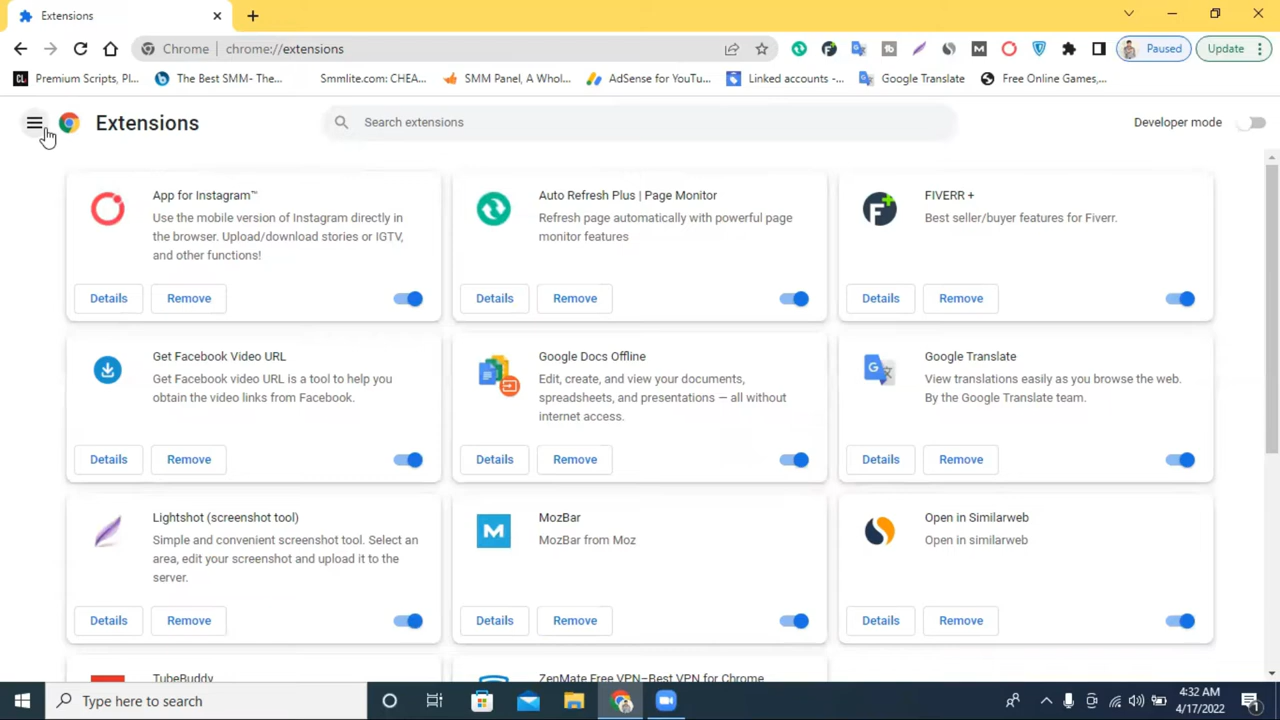 Extensions
Chrome
chrome://extensions
Paused
Update
CL
Premium Scripts, Pl...
The Best SMM- The...
Smmlite.com: CHEA...
SMM Panel, A Whol...
AdSense for YouTu...
Linked accounts -...
Google Translate
Free Online Games,...
Extensions
Search extensions
Developer mode
App for Instagram™
Use the mobile version of Instagram directly in
the browser. Upload/download stories or IGTV,
and other functions!
Details
Remove
Auto Refresh Plus | Page Monitor
Refresh page automatically with powerful page
monitor features
Details
Remove
FIVERR +
Best seller/buyer features for Fiverr.
Details
Remove
Get Facebook Video URL
Get Facebook video URL is a tool to help you
obtain the video links from Facebook.
Details
Remove
Google Docs Offline
Edit, create, and view your documents,
spreadsheets, and presentations — all without
internet access.
Details
Remove
Google Translate
View translations easily as you browse the web.
By the Google Translate team.
Details
Remove
Lightshot (screenshot tool)
Simple and convenient screenshot tool. Select an
area, edit your screenshot and upload it to the
server.
Details
Remove
MozBar
MozBar from Moz
Details
Remove
Open in Similarweb
Open in similarweb
Details
Remove
TubeBuddy
ZenMate Free VPN–Best VPN for Chrome
Type here to search
4:32 AM
4/17/2022
1